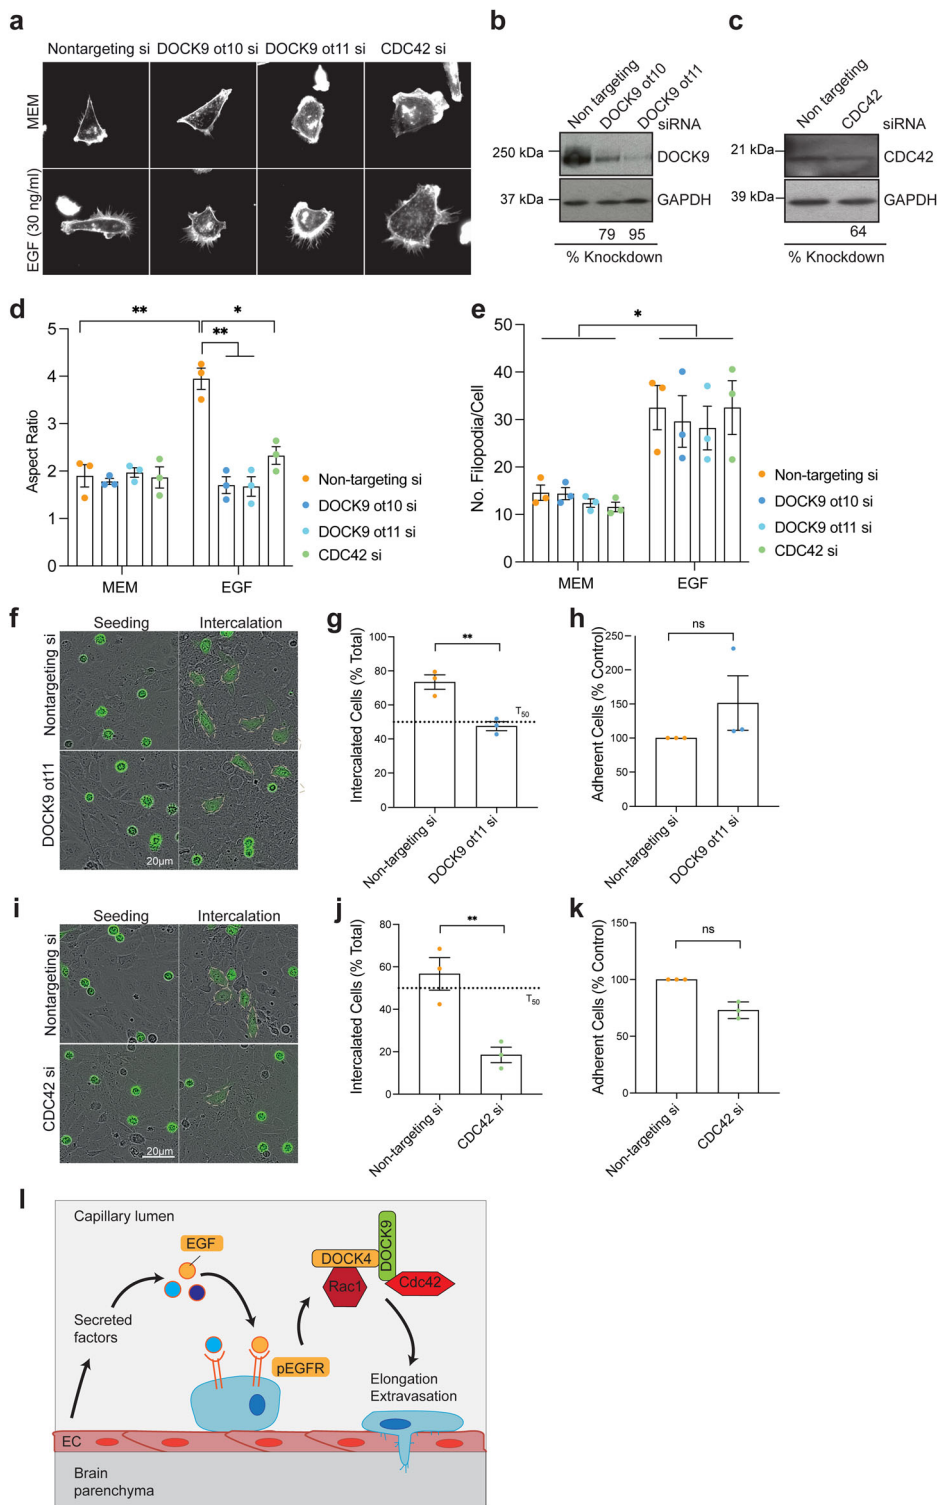 a
Nontargeting si DOCK9 ot10 si DOCK9 ot11 si CDC42 si
MEM
EGF (30 ng/ml)
b
Non targeting
DOCK9 ot10
DOCK9 ot11
siRNA
250 kDa
DOCK9
37 kDa
GAPDH
79 95
% Knockdown
c
Non targeting
CDC42
siRNA
21 kDa
CDC42
39 kDa
GAPDH
64
% Knockdown
d
** *
**
5
4
3
2
1
0
Aspect Ratio
MEM EGF
Non-targeting si
DOCK9 ot10 si
DOCK9 ot11 si
CDC42 si
e
*
50
40
30
20
10
0
No. Filopodia/Cell
MEM EGF
Non-targeting si
DOCK9 ot10 si
DOCK9 ot11 si
CDC42 si
f
Seeding Intercalation
Nontargeting si
DOCK9 ot11
20µm
g
**
100
80
60
40
20
0
Intercalated Cells (% Total)
T50
Non-targeting si
DOCK9 ot11 si
h
ns
250
200
150
100
50
0
Adherent Cells (% Control)
Non-targeting si
DOCK9 ot11 si
i
Seeding Intercalation
Nontargeting si
CDC42 si
20µm
j
**
80
60
40
20
0
Intercalated Cells (% Total)
T50
Non-targeting si
CDC42 si
k
ns
150
100
50
0
Adherent Cells (% Control)
Non-targeting si
CDC42 si
l
Capillary lumen
EGF
DOCK4
DOCK9
Rac1
Cdc42
Secreted
factors
pEGFR
Elongation
Extravasation
EC
Brain
parenchyma